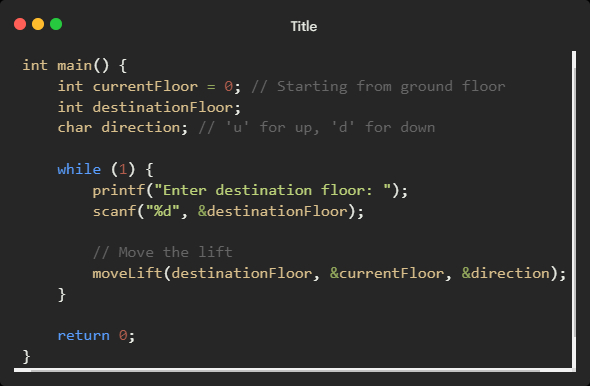 Title
int main() {
    int currentFloor = 0; // Starting from ground floor
    int destinationFloor;
    char direction; // 'u' for up, 'd' for down

    while (1) {
        printf("Enter destination floor: ");
        scanf("%d", &destinationFloor);

        // Move the lift
        moveLift(destinationFloor, &currentFloor, &direction);
    }

    return 0;
}